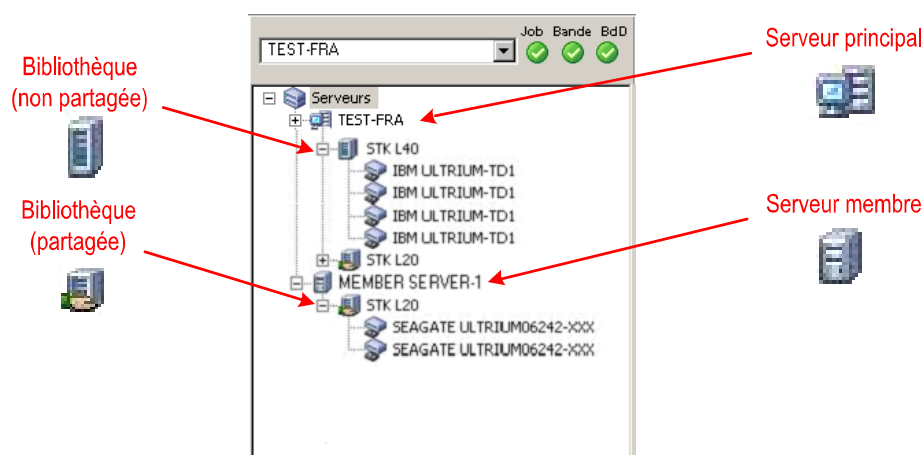 Job Bande BdD
TEST-FRA
Serveur principal
Bibliothèque
(non partagée)
Serveurs
TEST-FRA
STK L40
IBM ULTRIUM-TD1
IBM ULTRIUM-TD1
IBM ULTRIUM-TD1
IBM ULTRIUM-TD1
Bibliothèque
(partagée)
Serveur membre
STK L20
MEMBER SERVER-1
STK L20
SEAGATE ULTRIUM06242-XXX
SEAGATE ULTRIUM06242-XXX